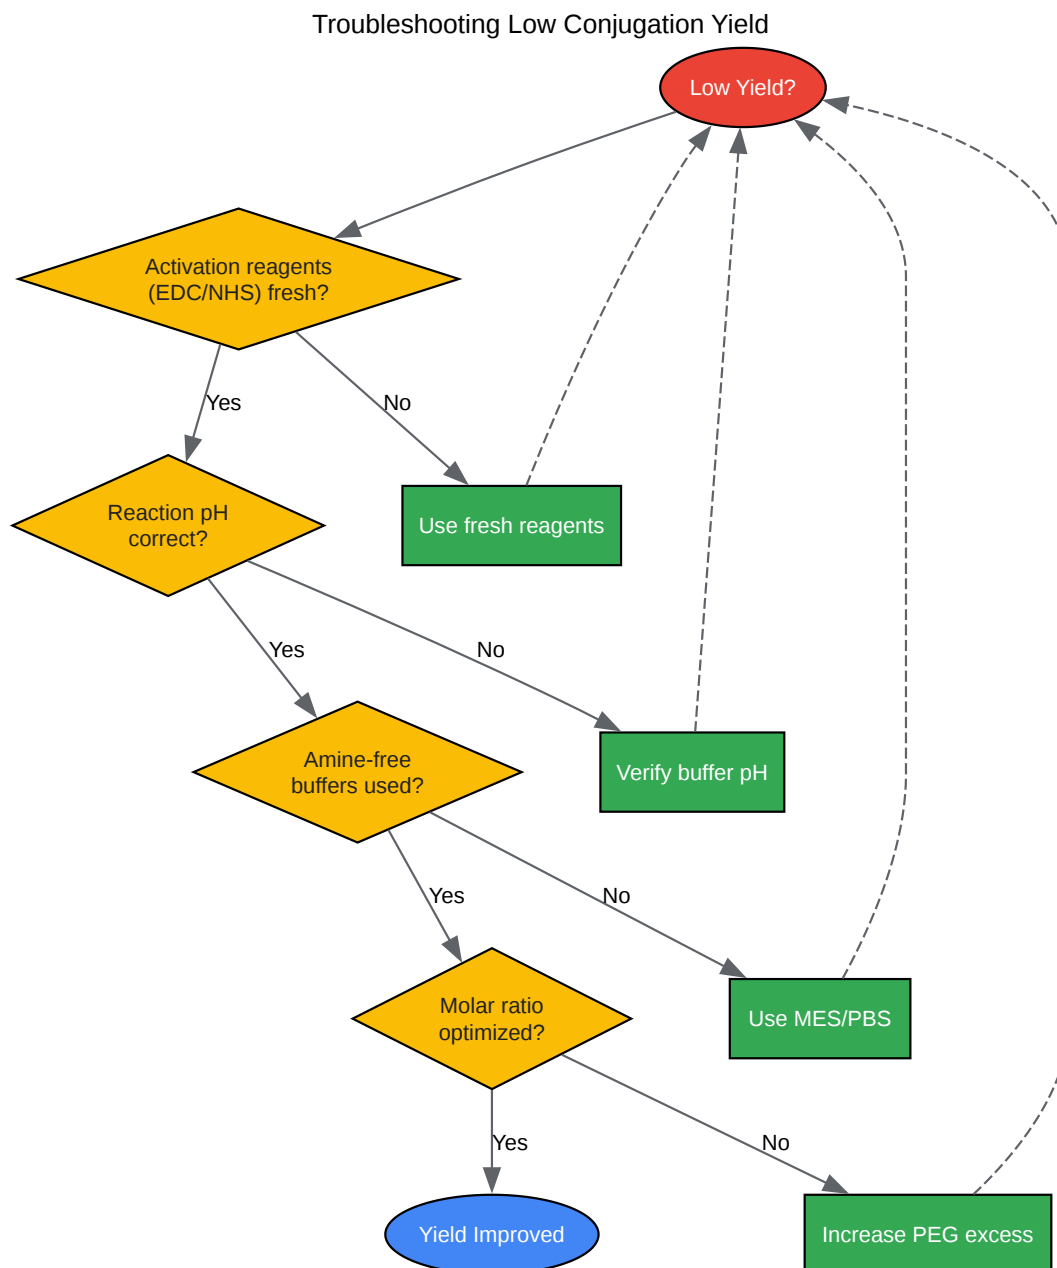 Troubleshooting Low Conjugation Yield
Low Yield?
Activation reagents
(EDC/NHS) fresh?
Yes
No
Reaction pH
correct?
Use fresh reagents
Yes
No
Amine-free
buffers used?
Verify buffer pH
Yes
No
Molar ratio
optimized?
Use MES/PBS
Yes
No
Yield Improved
Increase PEG excess